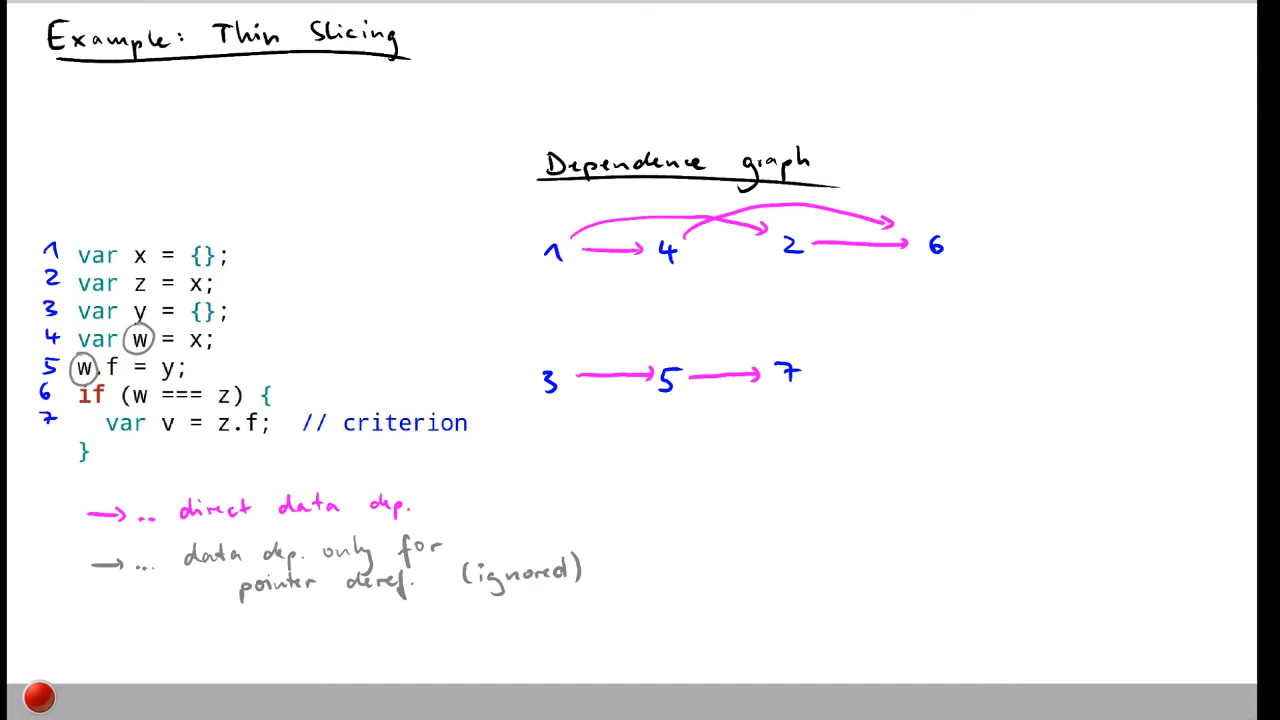 Example: Thin Slicing
Dependence graph
1 4 2 6
1 var x = {};
2 var z = x;
3 var y = {};
4 var w = x;
5 w.f = y;
6 if (w === z) {
7 var v = z.f; // criterion
}
3 5 7
→ .. direct data dep.
→ ... data dep. only for
pointer deref. (ignored)